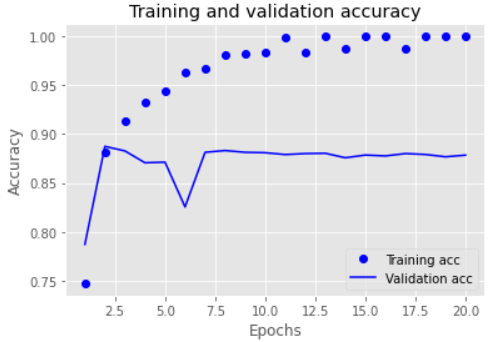 Training and validation accuracy
1.00
0.95
0.90
0.85
0.80
0.75
Accuracy
Training acc
Validation acc
2.5 5.0 7.5 10.0 12.5 15.0 17.5 20.0
Epochs